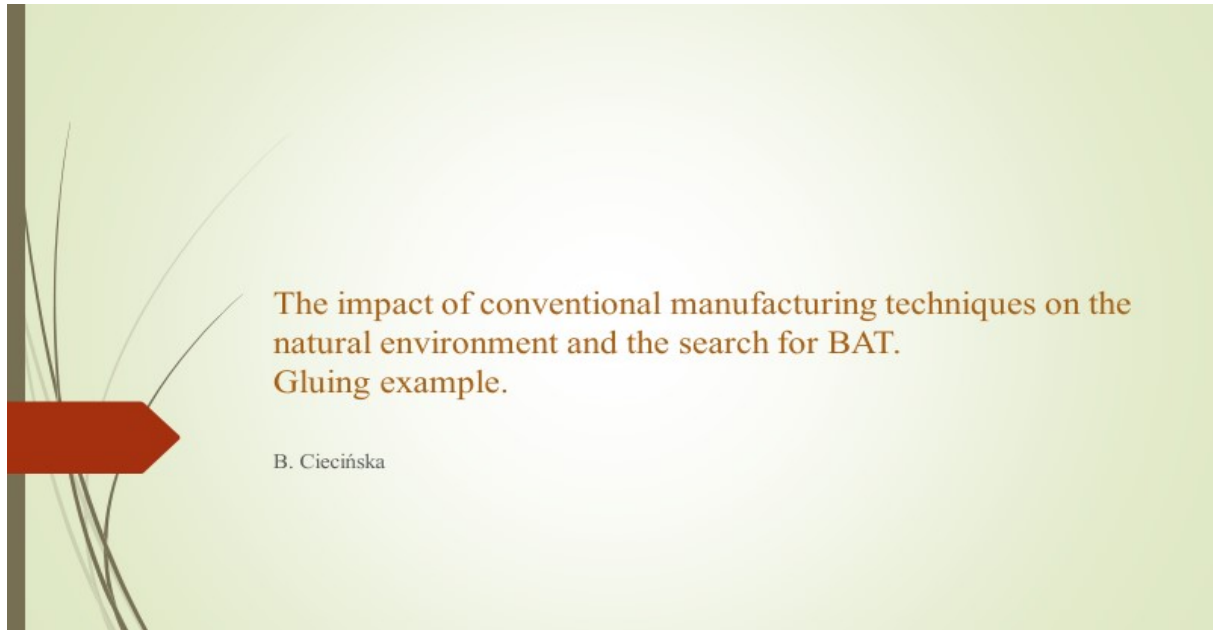 The impact of conventional manufacturing techniques on the
natural environment and the search for BAT.
Gluing example.
B. Ciecińska